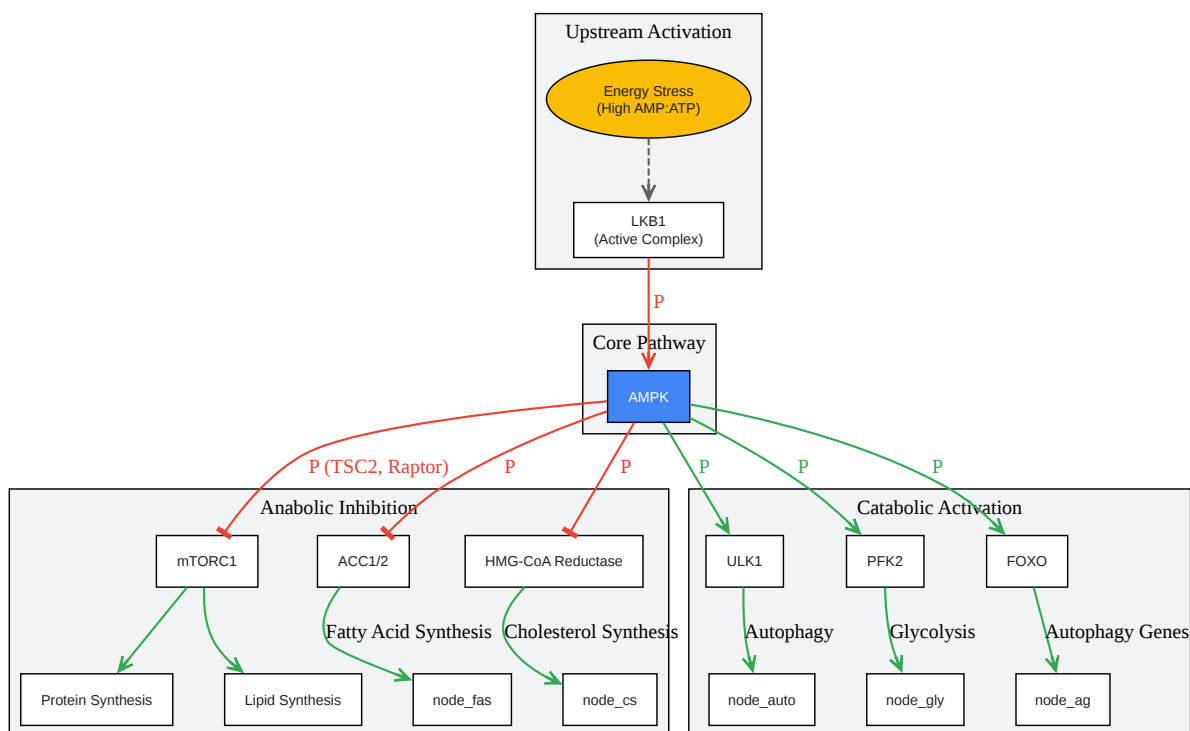 Upstream Activation
Energy Stress
(High AMP:ATP)
LKB1
(Active Complex)
P
Core Pathway
AMPK
P (TSC2, Raptor)
P
P
P
P
P
Anabolic Inhibition
Catabolic Activation
mTORC1
ACC1/2
HMG-CoA Reductase
ULK1
PFK2
FOXO
Fatty Acid Synthesis
Cholesterol Synthesis
Autophagy
Glycolysis
Autophagy Genes
Protein Synthesis
Lipid Synthesis
node_fas
node_cs
node_auto
node_gly
node_ag